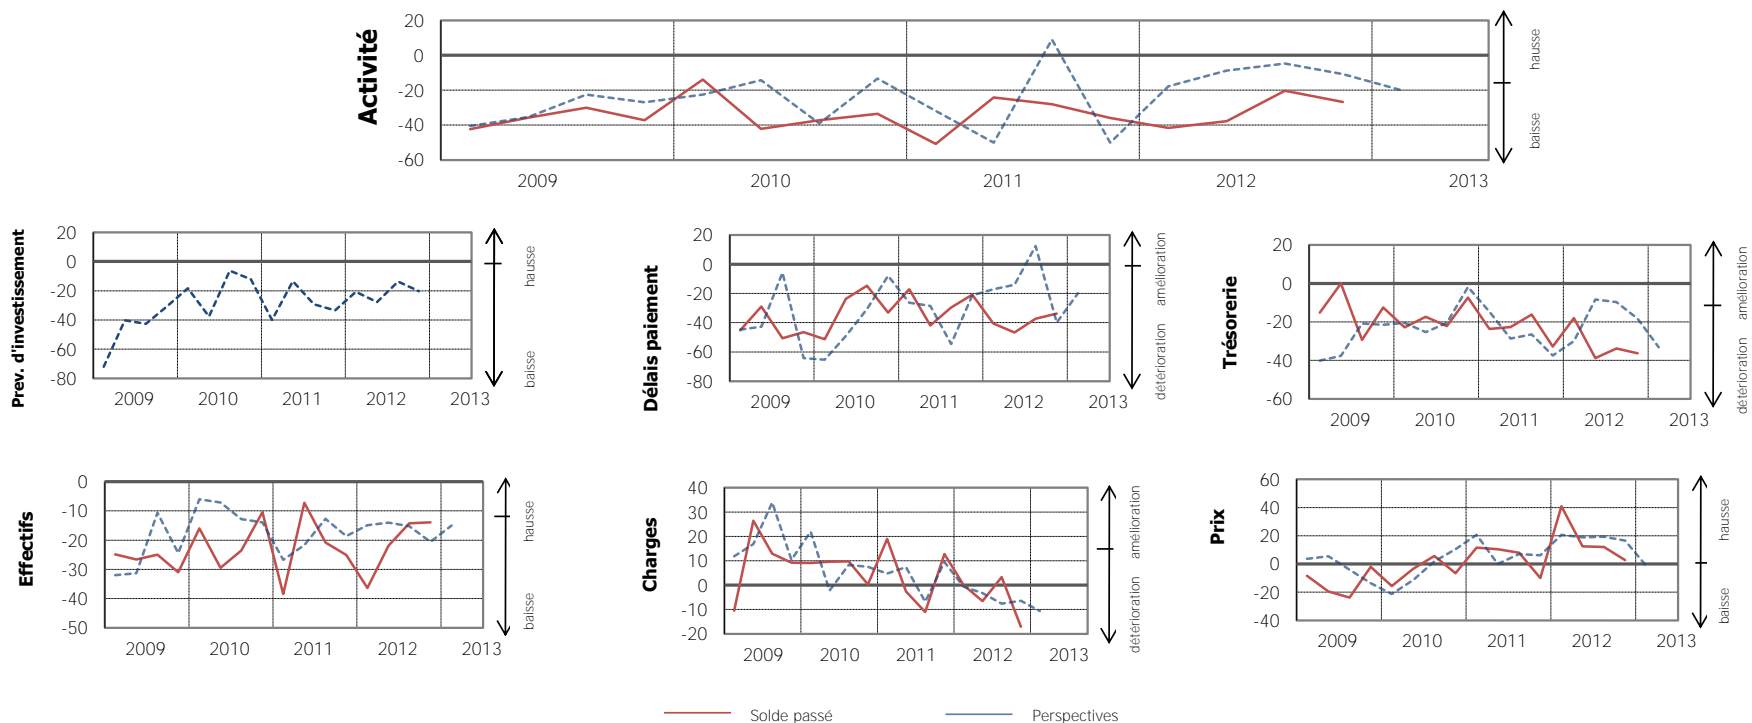 Activité
20
0
-20
-40
-60
2009 2010 2011 2012 2013
hausse
baisse
Prev. d'investissement
20
0
-20
-40
-60
-80
2009 2010 2011 2012 2013
hausse
baisse
Délais paiement
20
0
-20
-40
-60
-80
2009 2010 2011 2012 2013
amélioration
détérioration
Trésorerie
20
0
-20
-40
-60
2009 2010 2011 2012 2013
amélioration
détérioration
Effectifs
0
-10
-20
-30
-40
-50
2009 2010 2011 2012 2013
hausse
baisse
Charges
40
30
20
10
0
-10
-20
2009 2010 2011 2012 2013
amélioration
détérioration
Prix
60
40
20
0
-20
-40
2009 2010 2011 2012 2013
hausse
baisse
Solde passé Perspectives